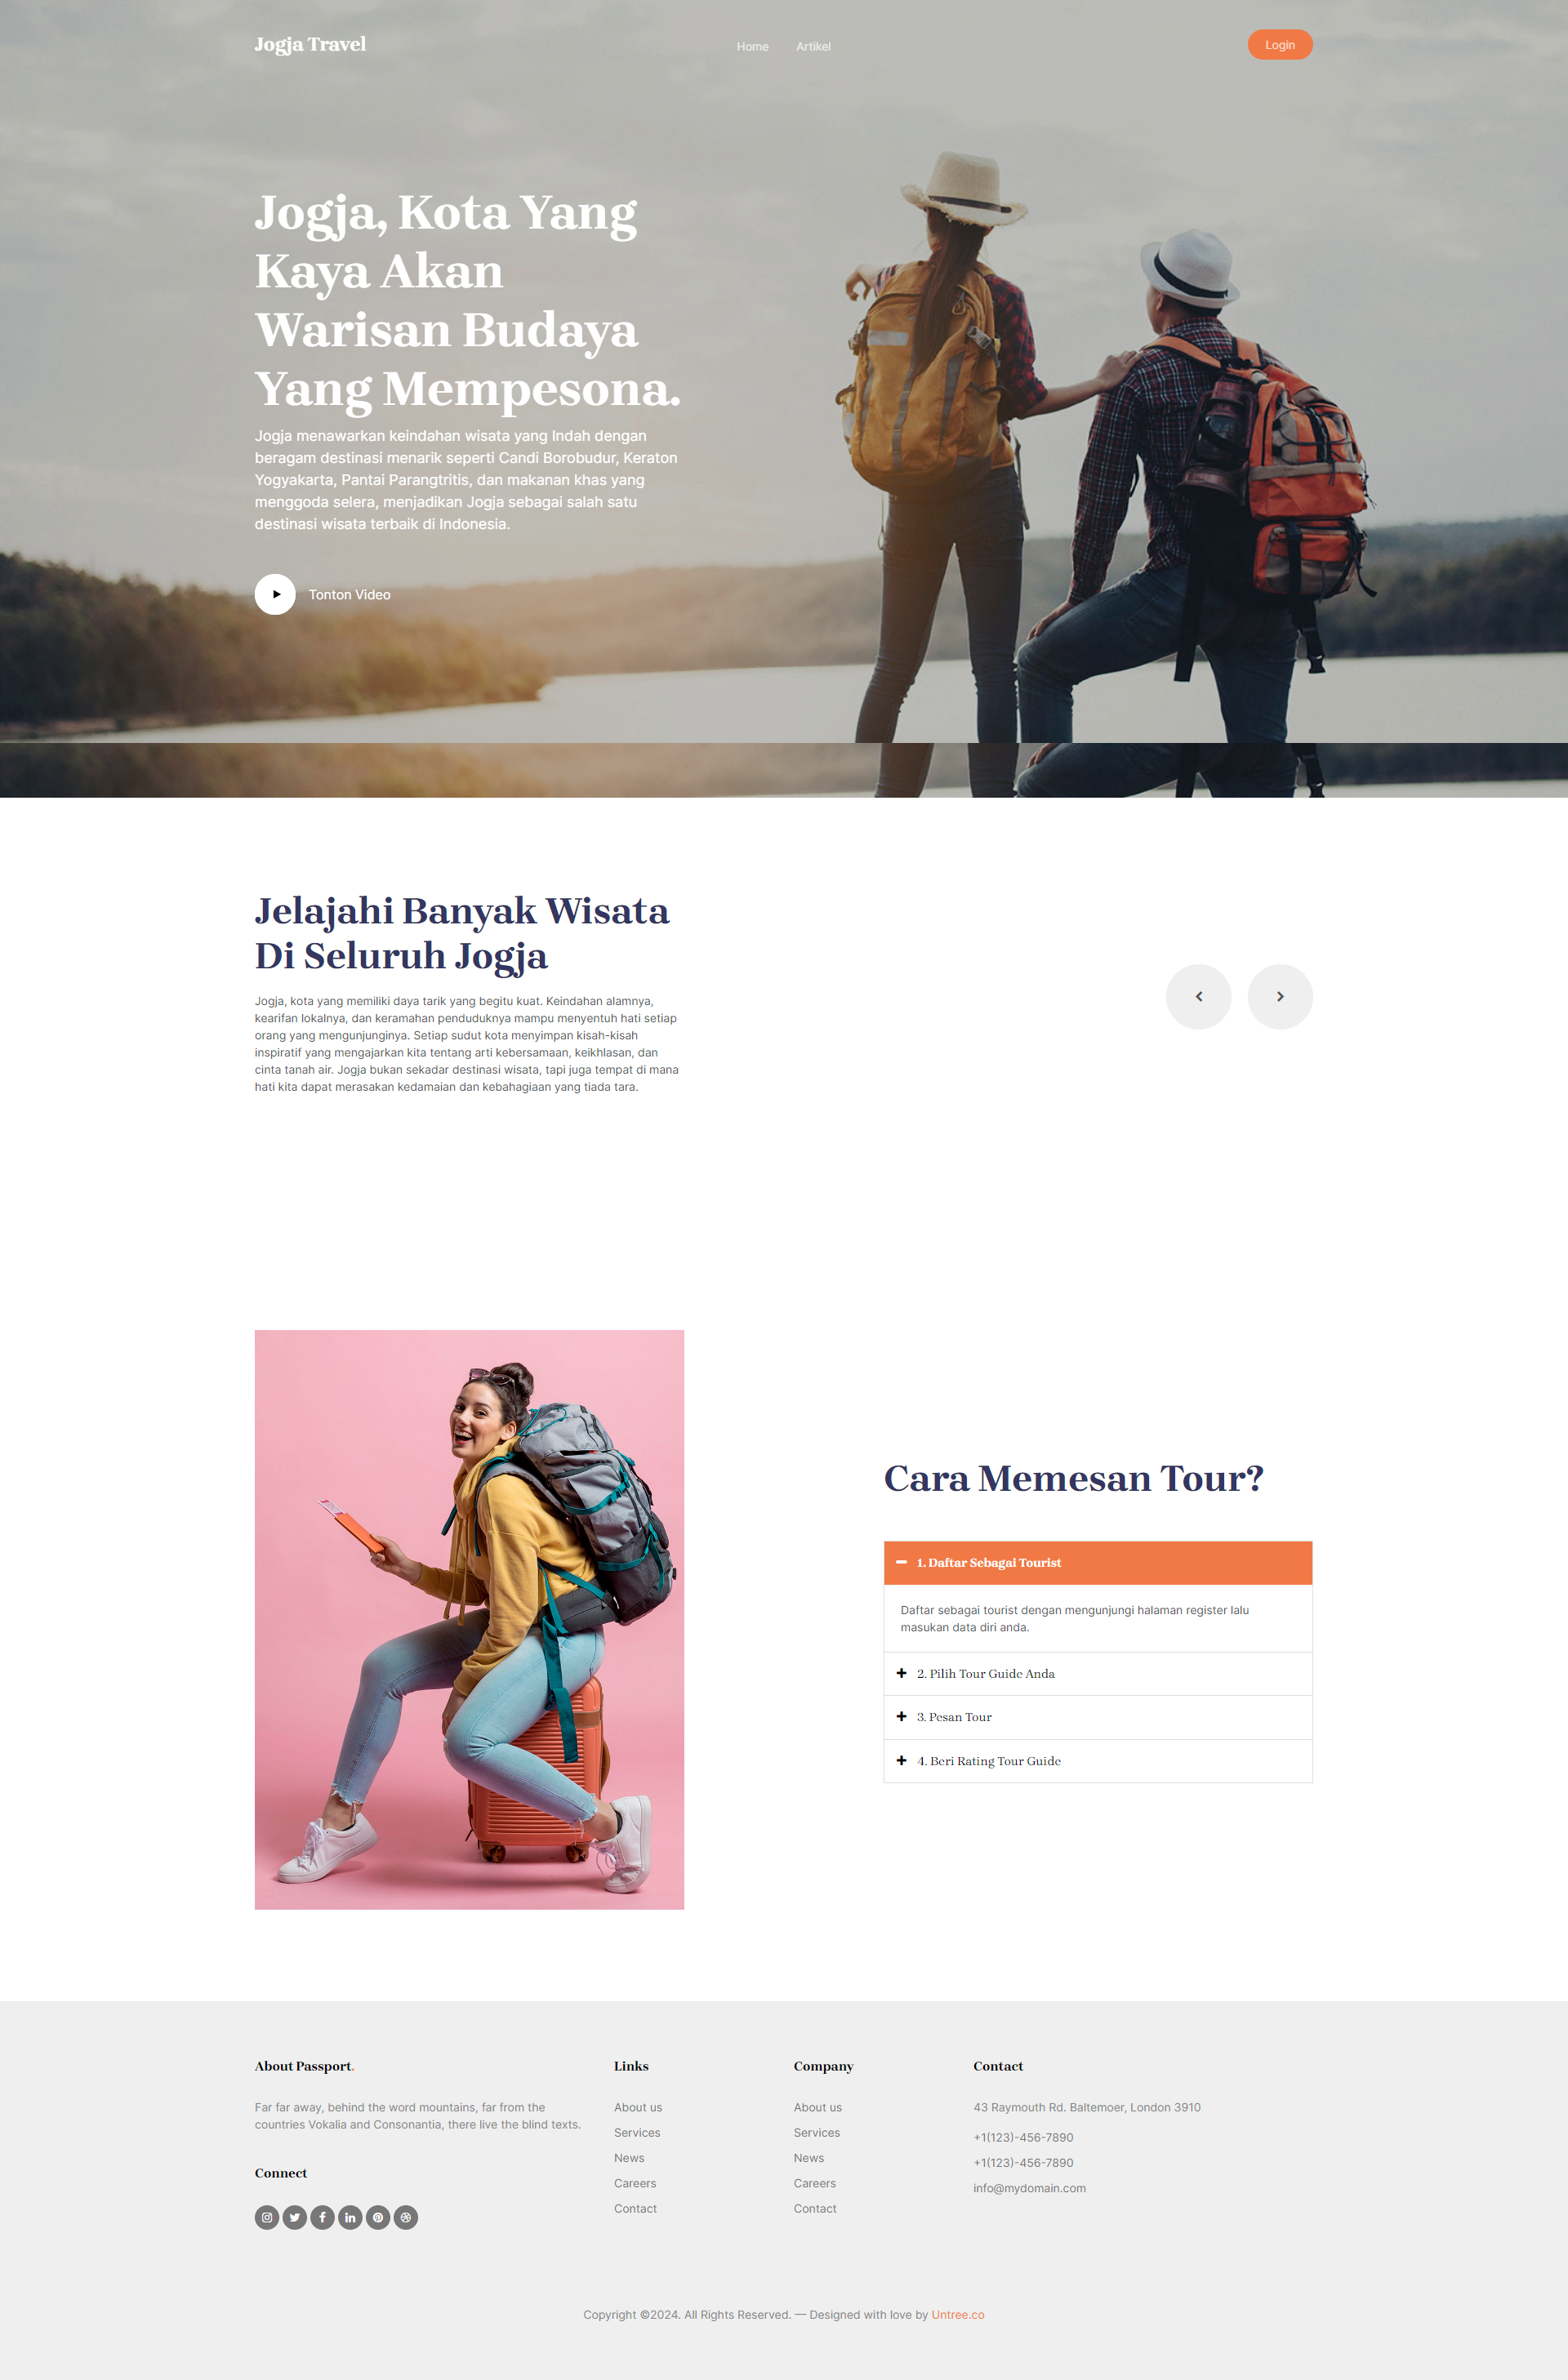 Jogja Travel
Home
Artikel
Login
Jogja, Kota Yang
Kaya Akan
Warisan Budaya
Yang Mempesona.
Jogja menawarkan keindahan wisata yang Indah dengan
beragam destinasi menarik seperti Candi Borobudur, Keraton
Yogyakarta, Pantai Parangtritis, dan makanan khas yang
menggoda selera, menjadikan Jogja sebagai salah satu
destinasi wisata terbaik di Indonesia.
Tonton Video
Jelajahi Banyak Wisata
Di Seluruh Jogja
Jogja, kota yang memiliki daya tarik yang begitu kuat. Keindahan alamnya,
kearifan lokalnya, dan keramahan penduduknya mampu menyentuh hati setiap
orang yang mengunjunginya. Setiap sudut kota menyimpan kisah-kisah
inspiratif yang mengajarkan kita tentang arti kebersamaan, keikhlasan, dan
cinta tanah air. Jogja bukan sekadar destinasi wisata, tapi juga tempat di mana
hati kita dapat merasakan kedamaian dan kebahagiaan yang tiada tara.
Cara Memesan Tour?
1. Daftar Sebagai Tourist
Daftar sebagai tourist dengan mengunjungi halaman register lalu
masukan data diri anda.
2. Pilih Tour Guide Anda
3. Pesan Tour
4. Beri Rating Tour Guide
About Passport.
Far far away, behind the word mountains, far from the
countries Vokalia and Consonantia, there live the blind texts.
Connect
Links
About us
Services
News
Careers
Contact
Company
About us
Services
News
Careers
Contact
Contact
43 Raymouth Rd. Baltemoer, London 3910
+1(123)-456-7890
+1(123)-456-7890
info@mydomain.com
Copyright ©2024. All Rights Reserved. — Designed with love by Untree.co